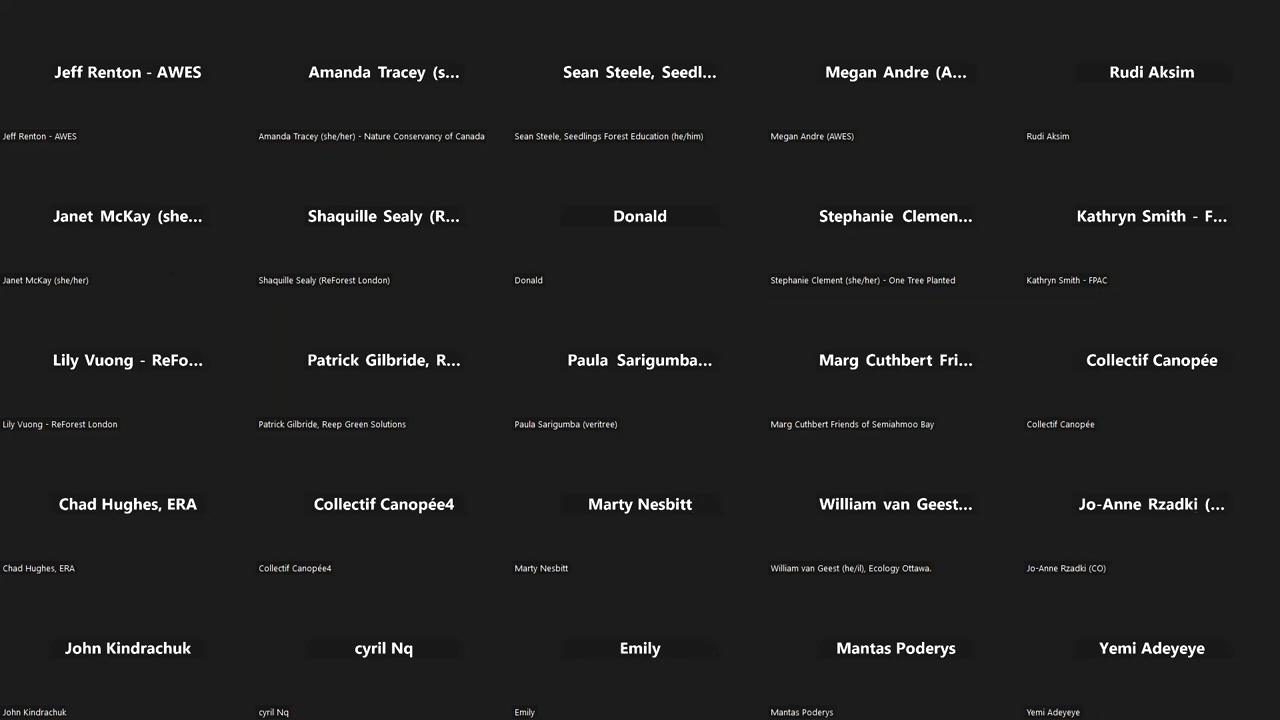 Jeff Renton - AWES
Amanda Tracey (s...
Sean Steele, Seedl...
Megan Andre (A...
Rudi Aksim
Jeff Renton - AWES
Amanda Tracey (she/her) - Nature Conservancy of Canada
Sean Steele, Seedlings Forest Education (he/him)
Megan Andre (AWES)
Rudi Aksim
Janet McKay (she...
Shaquille Sealy (R...
Donald
Stephanie Clemen...
Kathryn Smith - F...
Janet McKay (she/her)
Shaquille Sealy (ReForest London)
Donald
Stephanie Clement (she/her) - One Tree Planted
Kathryn Smith - FPAC
Lily Vuong - ReFo...
Patrick Gilbride, R...
Paula Sarigumba...
Marg Cuthbert Fri...
Collectif Canopée
Lily Vuong - ReForest London
Patrick Gilbride, Reep Green Solutions
Paula Sarigumba (veritree)
Marg Cuthbert Friends of Semiahmoo Bay
Collectif Canopée
Chad Hughes, ERA
Collectif Canopée4
Marty Nesbitt
William van Geest...
Jo-Anne Rzadki (...
Chad Hughes, ERA
Collectif Canopée4
Marty Nesbitt
William van Geest (he/il), Ecology Ottawa.
Jo-Anne Rzadki (CO)
John Kindrachuk
cyril Nq
Emily
Mantas Poderys
Yemi Adeyeye
John Kindrachuk
cyril Nq
Emily
Mantas Poderys
Yemi Adeyeye